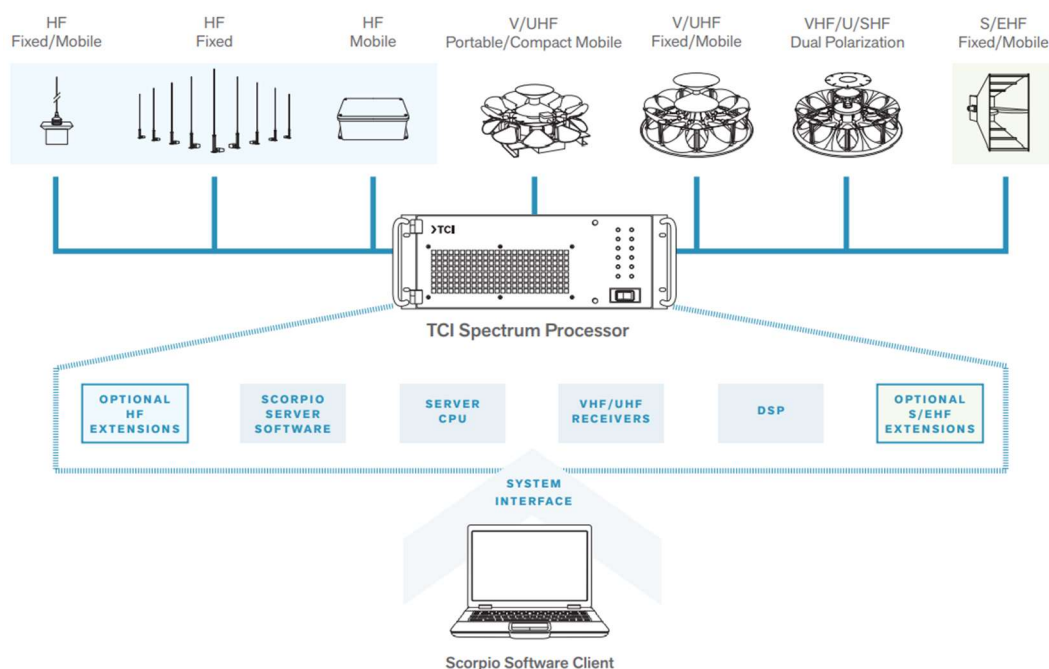 HF
Fixed/Mobile
HF
Fixed
HF
Mobile
V/UHF
Portable/Compact Mobile
V/UHF
Fixed/Mobile
VHF/U/SHF
Dual Polarization
S/EHF
Fixed/Mobile
TCI
TCI Spectrum Processor
OPTIONAL
HF
EXTENSIONS
SCORPIO
SERVER
SOFTWARE
SERVER
CPU
VHF/UHF
RECEIVERS
DSP
OPTIONAL
S/EHF
EXTENSIONS
SYSTEM
INTERFACE
Scorpio Software Client